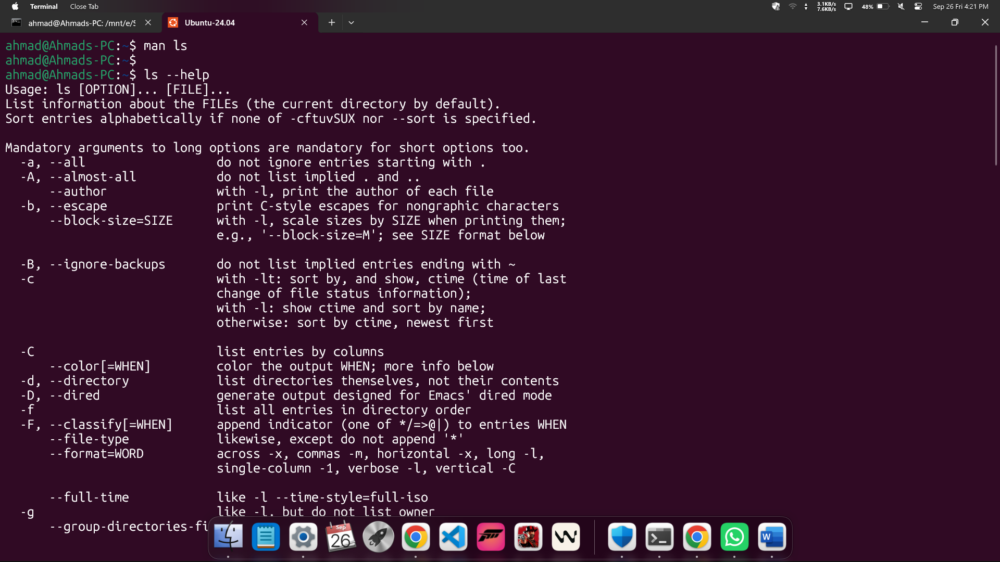 Terminal Close Tab 3.1KB/s 7.6KB/s 48% Sep 26 Fri 4:21 PM
ahmad@Ahmads-PC: /mnt/e/S Ubuntu-24.04
ahmad@Ahmads-PC:~$ man ls
ahmad@Ahmads-PC:~$
ahmad@Ahmads-PC:~$ ls --help
Usage: ls [OPTION]... [FILE]...
List information about the FILEs (the current directory by default).
Sort entries alphabetically if none of -cftuvSUX nor --sort is specified.

Mandatory arguments to long options are mandatory for short options too.
  -a, --all                  do not ignore entries starting with .
  -A, --almost-all           do not list implied . and ..
      --author               with -l, print the author of each file
  -b, --escape               print C-style escapes for nongraphic characters
      --block-size=SIZE      with -l, scale sizes by SIZE when printing them;
                             e.g., '--block-size=M'; see SIZE format below

  -B, --ignore-backups       do not list implied entries ending with ~
  -c                         with -lt: sort by, and show, ctime (time of last
                             change of file status information);
                             with -l: show ctime and sort by name;
                             otherwise: sort by ctime, newest first

  -C                         list entries by columns
      --color[=WHEN]         color the output WHEN; more info below
  -d, --directory            list directories themselves, not their contents
  -D, --dired                generate output designed for Emacs' dired mode
  -f                         list all entries in directory order
  -F, --classify[=WHEN]      append indicator (one of */=>@|) to entries WHEN
      --file-type            likewise, except do not append '*'
      --format=WORD          across -x, commas -m, horizontal -x, long -l,
                             single-column -1, verbose -l, vertical -C

      --full-time            like -l --time-style=full-iso
  -g                         like -l, but do not list owner
      --group-directories-fi
Sep
26
W